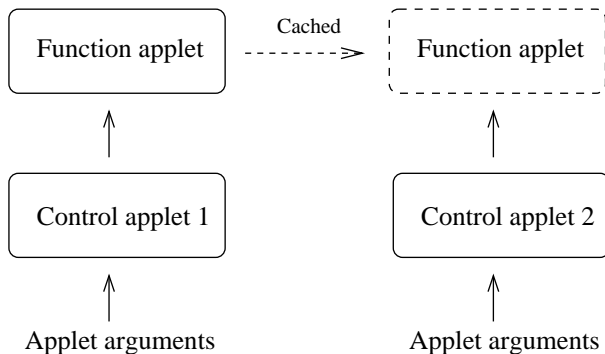 Cached
Function applet
Function applet
Control applet 1
Control applet 2
Applet arguments
Applet arguments